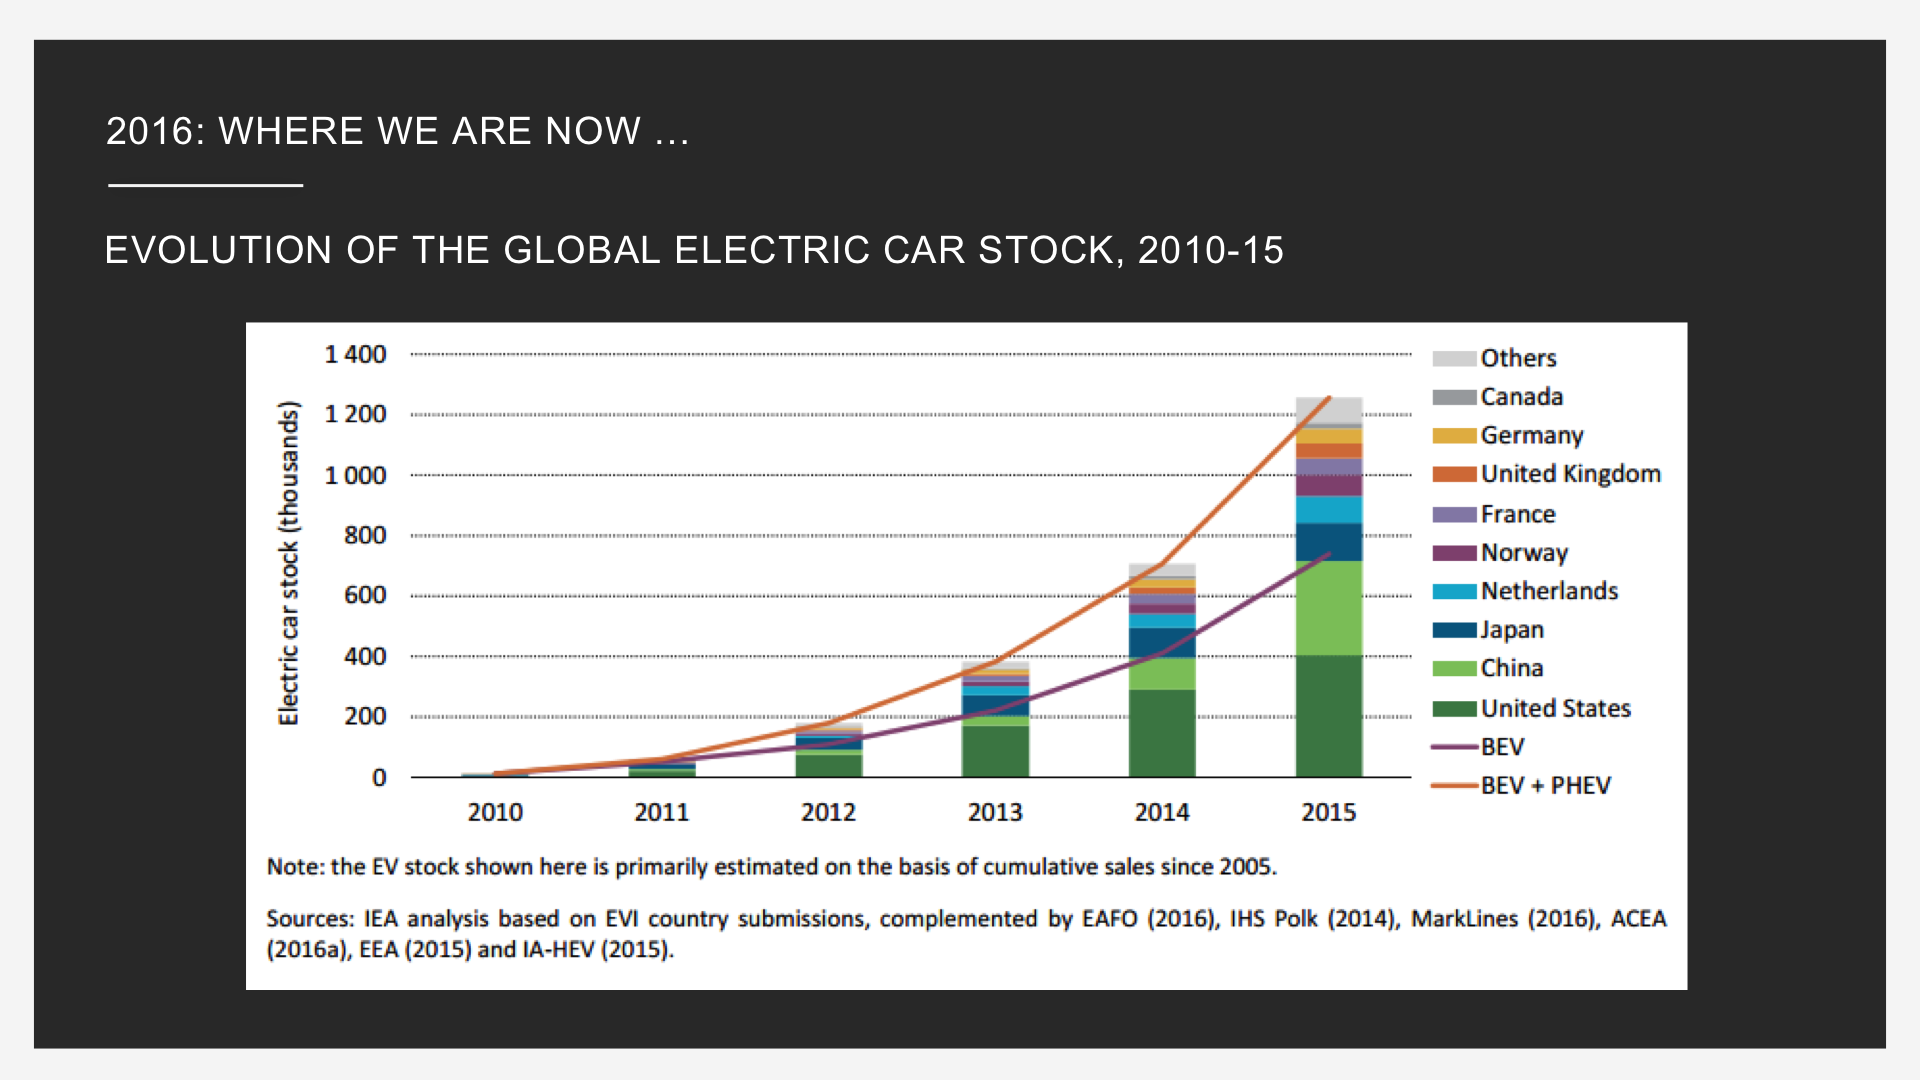 2016: WHERE WE ARE NOW …
EVOLUTION OF THE GLOBAL ELECTRIC CAR STOCK, 2010-15
Electric car stock (thousands)
1 400
1 200
1 000
800
600
400
200
0
2010
2011
2012
2013
2014
2015
Others
Canada
Germany
United Kingdom
France
Norway
Netherlands
Japan
China
United States
BEV
BEV + PHEV
Note: the EV stock shown here is primarily estimated on the basis of cumulative sales since 2005.
Sources: IEA analysis based on EVI country submissions, complemented by EAFO (2016), IHS Polk (2014), MarkLines (2016), ACEA
(2016a), EEA (2015) and IA-HEV (2015).